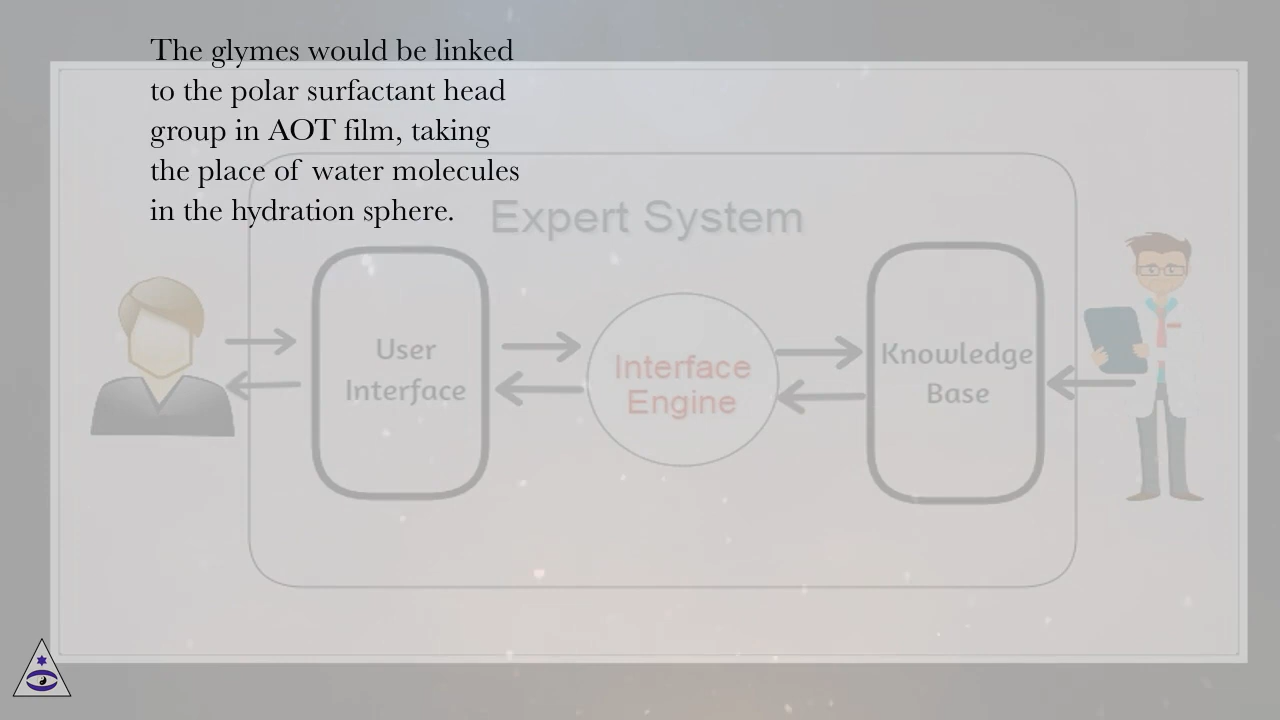 The glymes would be linked
to the polar surfactant head
group in AOT film, taking
the place of water molecules
in the hydration sphere.
Expert System
User
Interface
Interface
Engine
Knowledge
Base